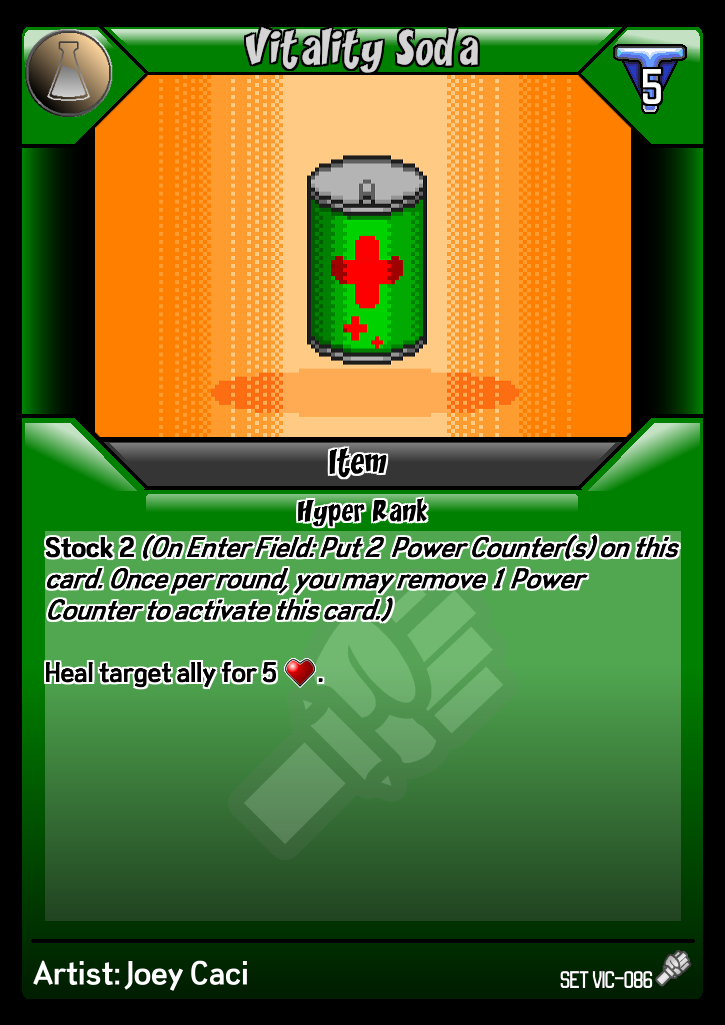 Vitality Soda
5
Item
Hyper Rank
Stock 2 (On Enter Field: Put 2 Power Counter(s) on this
card. Once per round, you may remove 1 Power
Counter to activate this card.)
Heal target ally for 5 .
Artist: Joey Caci
SET VIC-086